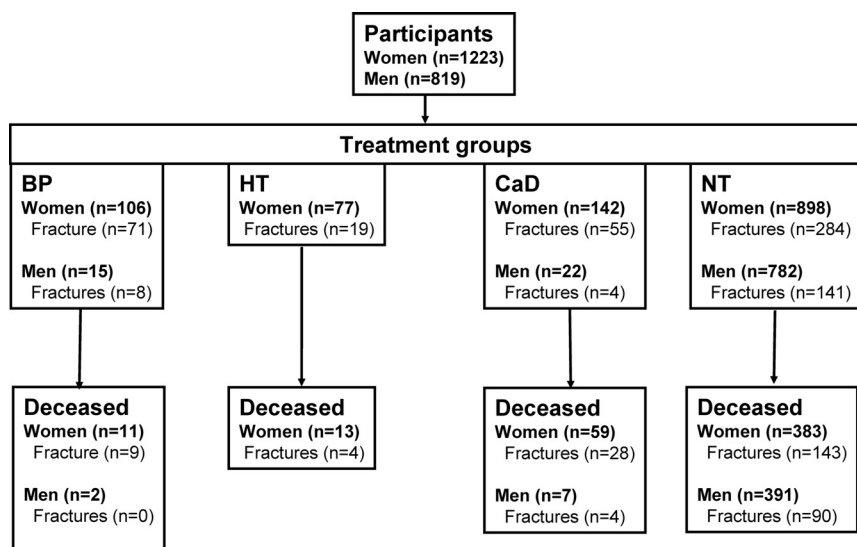 Participants
Women (n=1223)
Men (n=819)
Treatment groups
BP
Women (n=106)
Fracture (n=71)
Men (n=15)
Fractures (n=8)
HT
Women (n=77)
Fractures (n=19)
CaD
Women (n=142)
Fractures (n=55)
Men (n=22)
Fractures (n=4)
NT
Women (n=898)
Fractures (n=284)
Men (n=782)
Fractures (n=141)
Deceased
Women (n=11)
Fracture (n=9)
Men (n=2)
Fractures (n=0)
Deceased
Women (n=13)
Fractures (n=4)
Deceased
Women (n=59)
Fractures (n=28)
Men (n=7)
Fractures (n=4)
Deceased
Women (n=383)
Fractures (n=143)
Men (n=391)
Fractures (n=90)